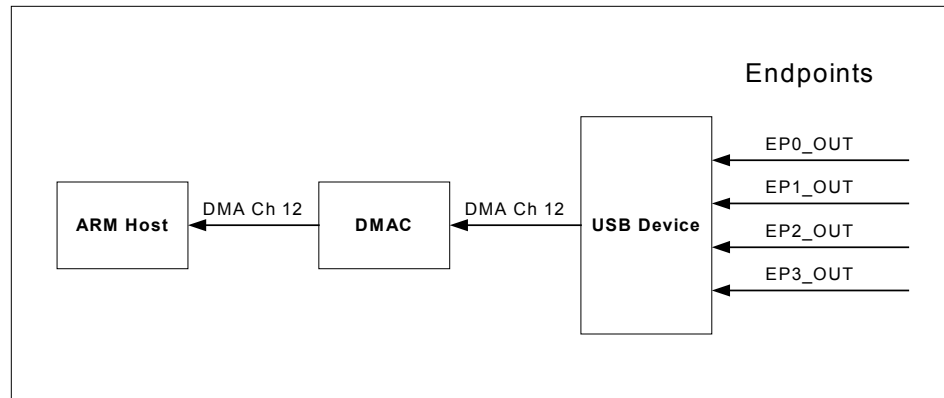 Endpoints
EP0_OUT
EP1_OUT
DMA Ch 12
DMA Ch 12
ARM Host
DMAC
USB Device
EP2_OUT
EP3_OUT